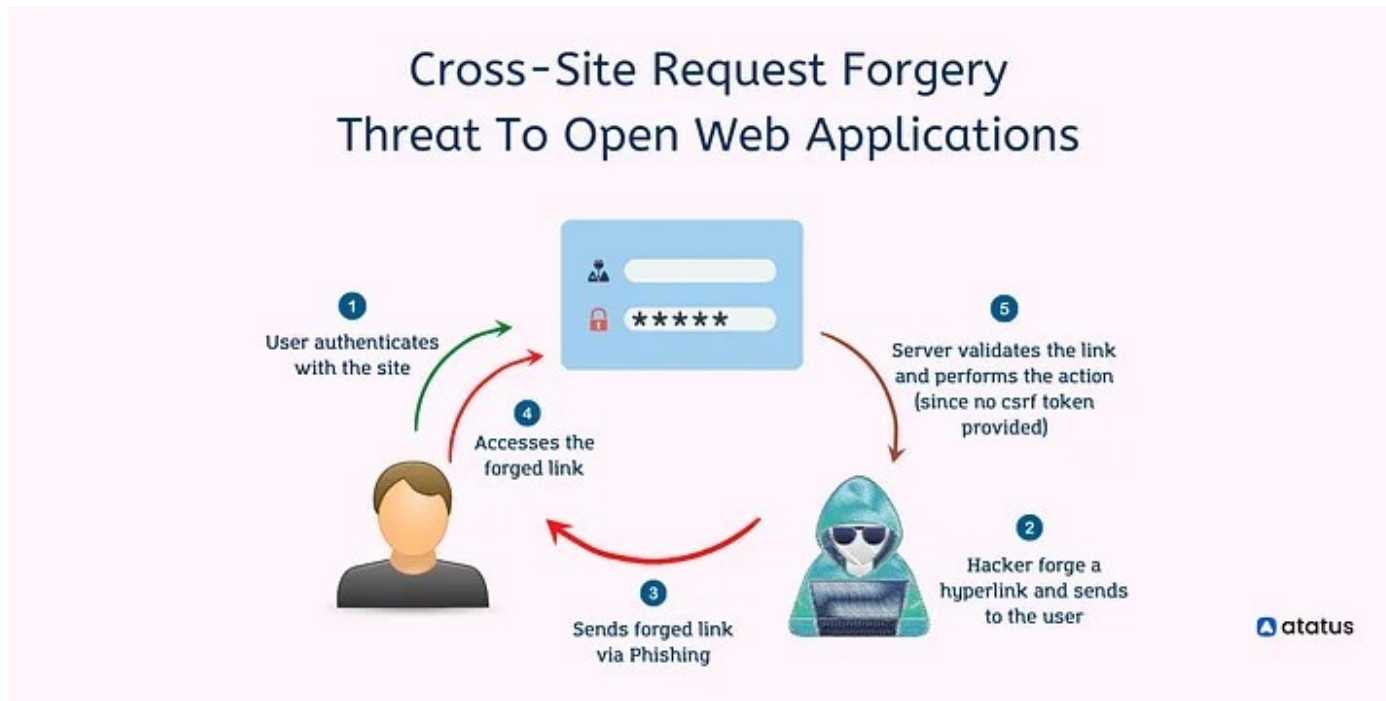 Cross-Site Request Forgery
Threat To Open Web Applications
*****
1
User authenticates
with the site
4
Accesses the
forged link
5
Server validates the link
and performs the action
(since no csrf token
provided)
2
Hacker forge a
hyperlink and sends
to the user
3
Sends forged link
via Phishing
atatus